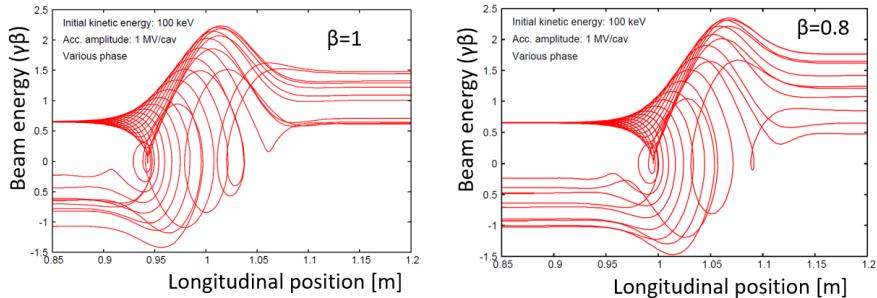 Initial kinetic energy: 100 keV
Acc. amplitude: 1 MV/cav
Various phase
β=1
Beam energy (γβ)
2.5
2
1.5
1
0.5
0
0.5
-1
-1.5
0.85
0.9
0.95
1
1.05
1.1
1.15
1.2
Longitudinal position [m]
Initial kinetic energy: 100 keV
Acc. amplitude: 1 MV/cav
Various phase
β=0.8
Beam energy (γβ)
2.5
2
1.5
1
0.5
0
0.5
-1
-1.5
0.85
0.9
0.95
1
1.05
1.1
1.15
1.2
Longitudinal position [m]